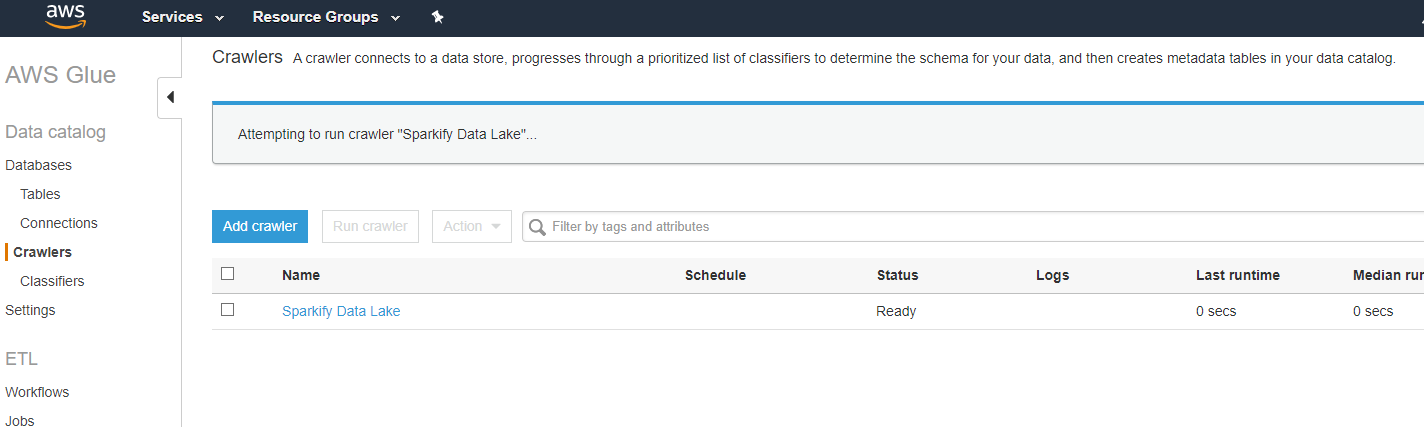 aws Services Resource Groups
AWS Glue
Data catalog
Databases
Tables
Connections
Crawlers
Classifiers
Settings
ETL
Workflows
Jobs
Crawlers A crawler connects to a data store, progresses through a prioritized list of classifiers to determine the schema for your data, and then creates metadata tables in your data catalog.
Attempting to run crawler "Sparkify Data Lake"...
Add crawler Run crawler Action Filter by tags and attributes
Name Schedule Status Logs Last runtime Median
Sparkify Data Lake Ready 0 secs 0 secs